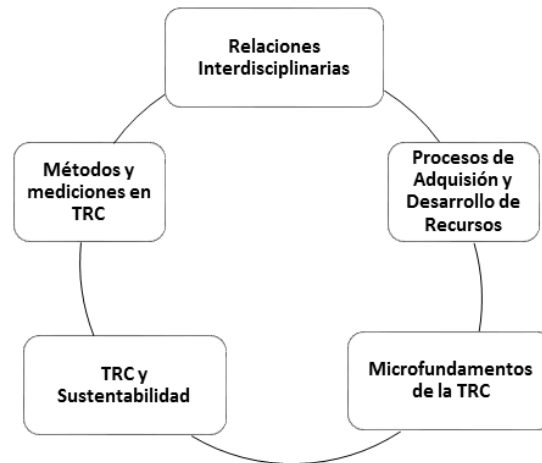 Relaciones
Interdisciplinarias
Procesos de
Adquisión y
Desarrollo de
Recursos
Microfundamentos
de la TRC
TRC y
Sustentabilidad
Métodos y
mediciones en
TRC